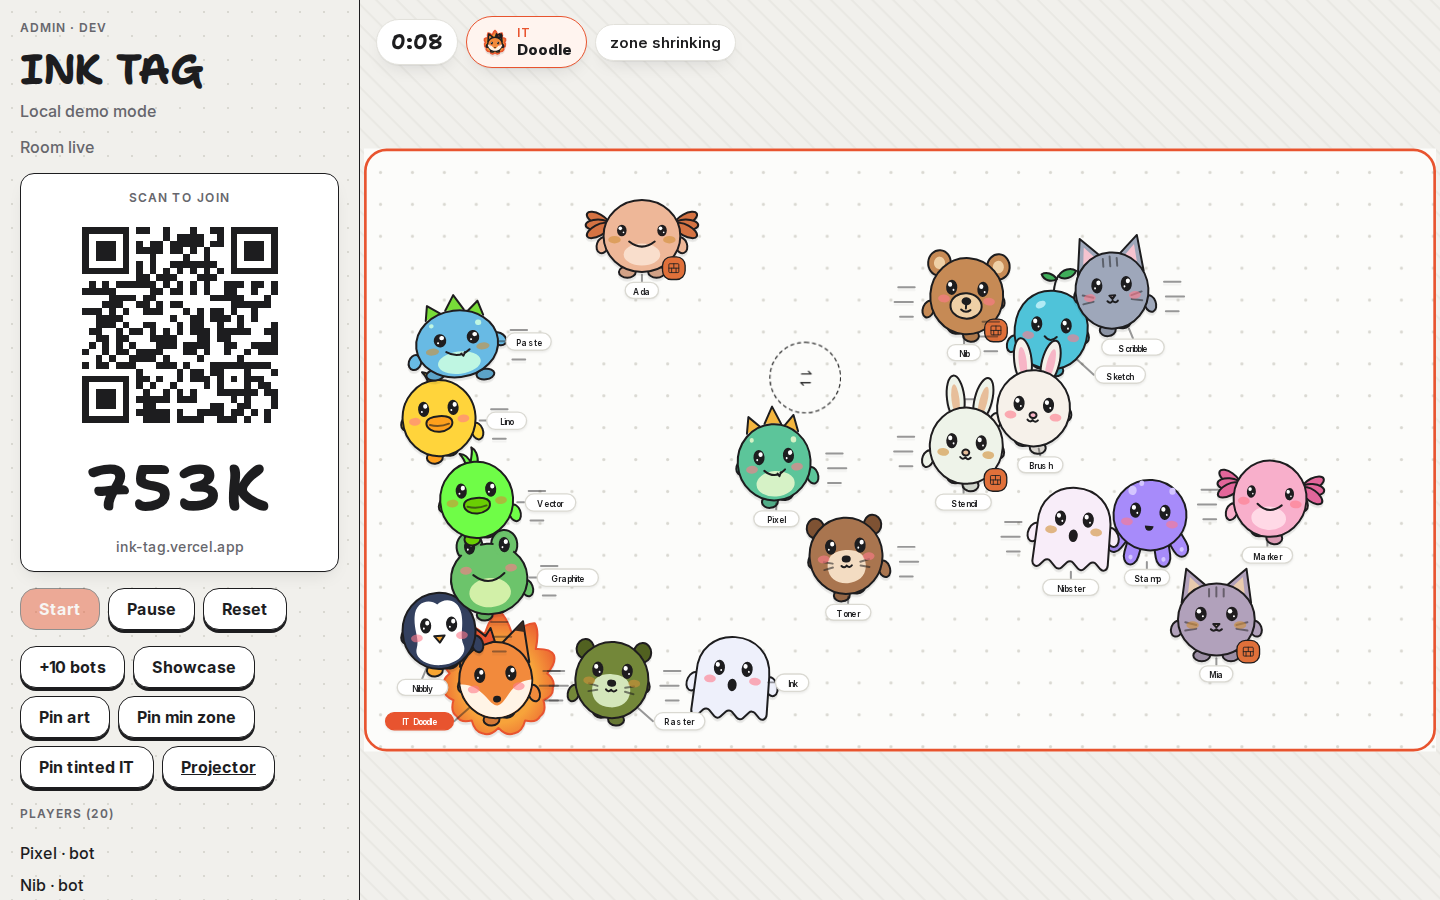 ADMIN · DEV
INK TAG
Local demo mode
Room live
SCAN TO JOIN
753K
ink-tag.vercel.app
Start
Pause
Reset
+10 bots
Showcase
Pin art
Pin min zone
Pin tinted IT
Projector
PLAYERS (20)
Pixel · bot
Nib · bot
0:08
IT
Doodle
zone shrinking
Ada
Paste
Lino
Vector
Graphite
Nibbly
IT Doodle
Raster
Ink
Pixel
Toner
Nib
Scribble
Sketch
Brush
Stencil
Nibster
Stamp
Marker
Mia